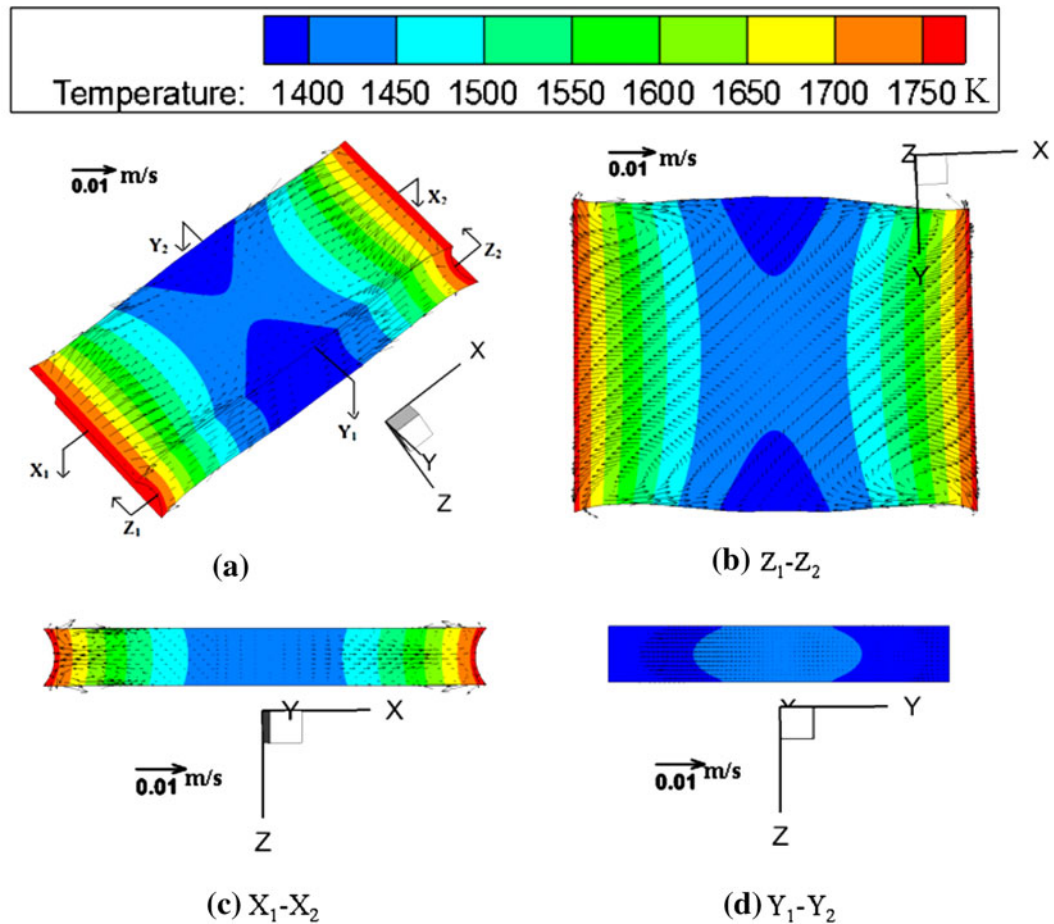 Temperature: 1400 1450 1500 1550 1600 1650 1700 1750 K
0.01 m/s
X₂
Y₂
Z₂
X
Y₁
X₁
Y
Z
Z₁
(a)
0.01 m/s
Z
X
Y
(b) Z₁-Z₂
Y
X
0.01 m/s
Z
(c) X₁-X₂
Y
0.01 m/s
Z
(d) Y₁-Y₂